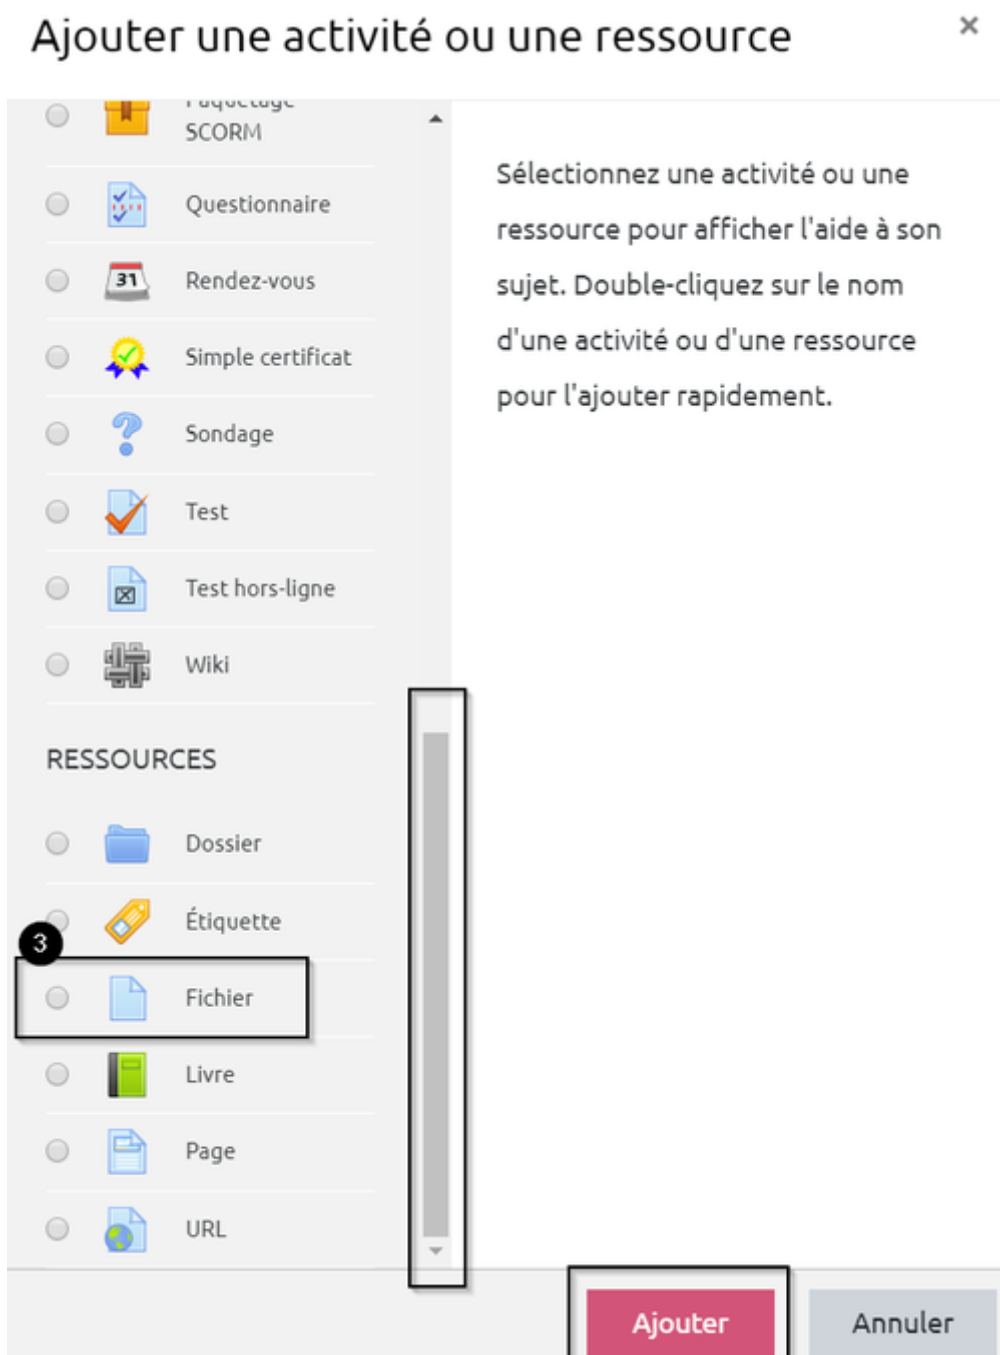 Ajouter une activité ou une ressource
×
Paquetage
SCORM
Questionnaire
31
Rendez-vous
Simple certificat
Sondage
Test
Test hors-ligne
Wiki
RESSOURCES
Dossier
Étiquette
3
Fichier
Livre
Page
URL
Sélectionnez une activité ou une
ressource pour afficher l'aide à son
sujet. Double-cliquez sur le nom
d'une activité ou d'une ressource
pour l'ajouter rapidement.
Ajouter
Annuler